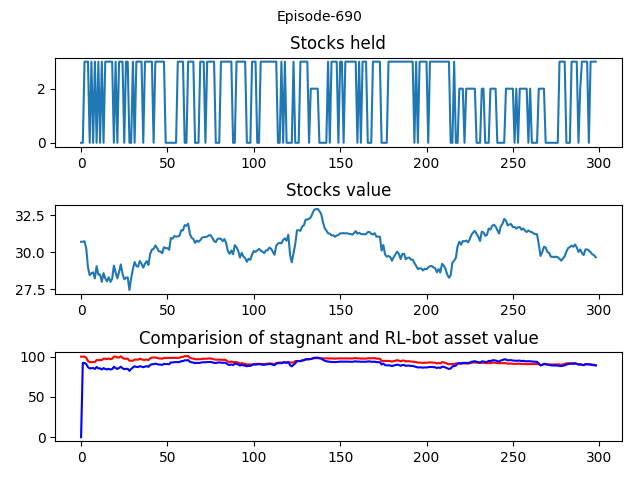 Episode-690
Stocks held
2
0
0 50 100 150 200 250 300
Stocks value
32.5
30.0
27.5
0 50 100 150 200 250 300
Comparision of stagnant and RL-bot asset value
100
50
0
0 50 100 150 200 250 300